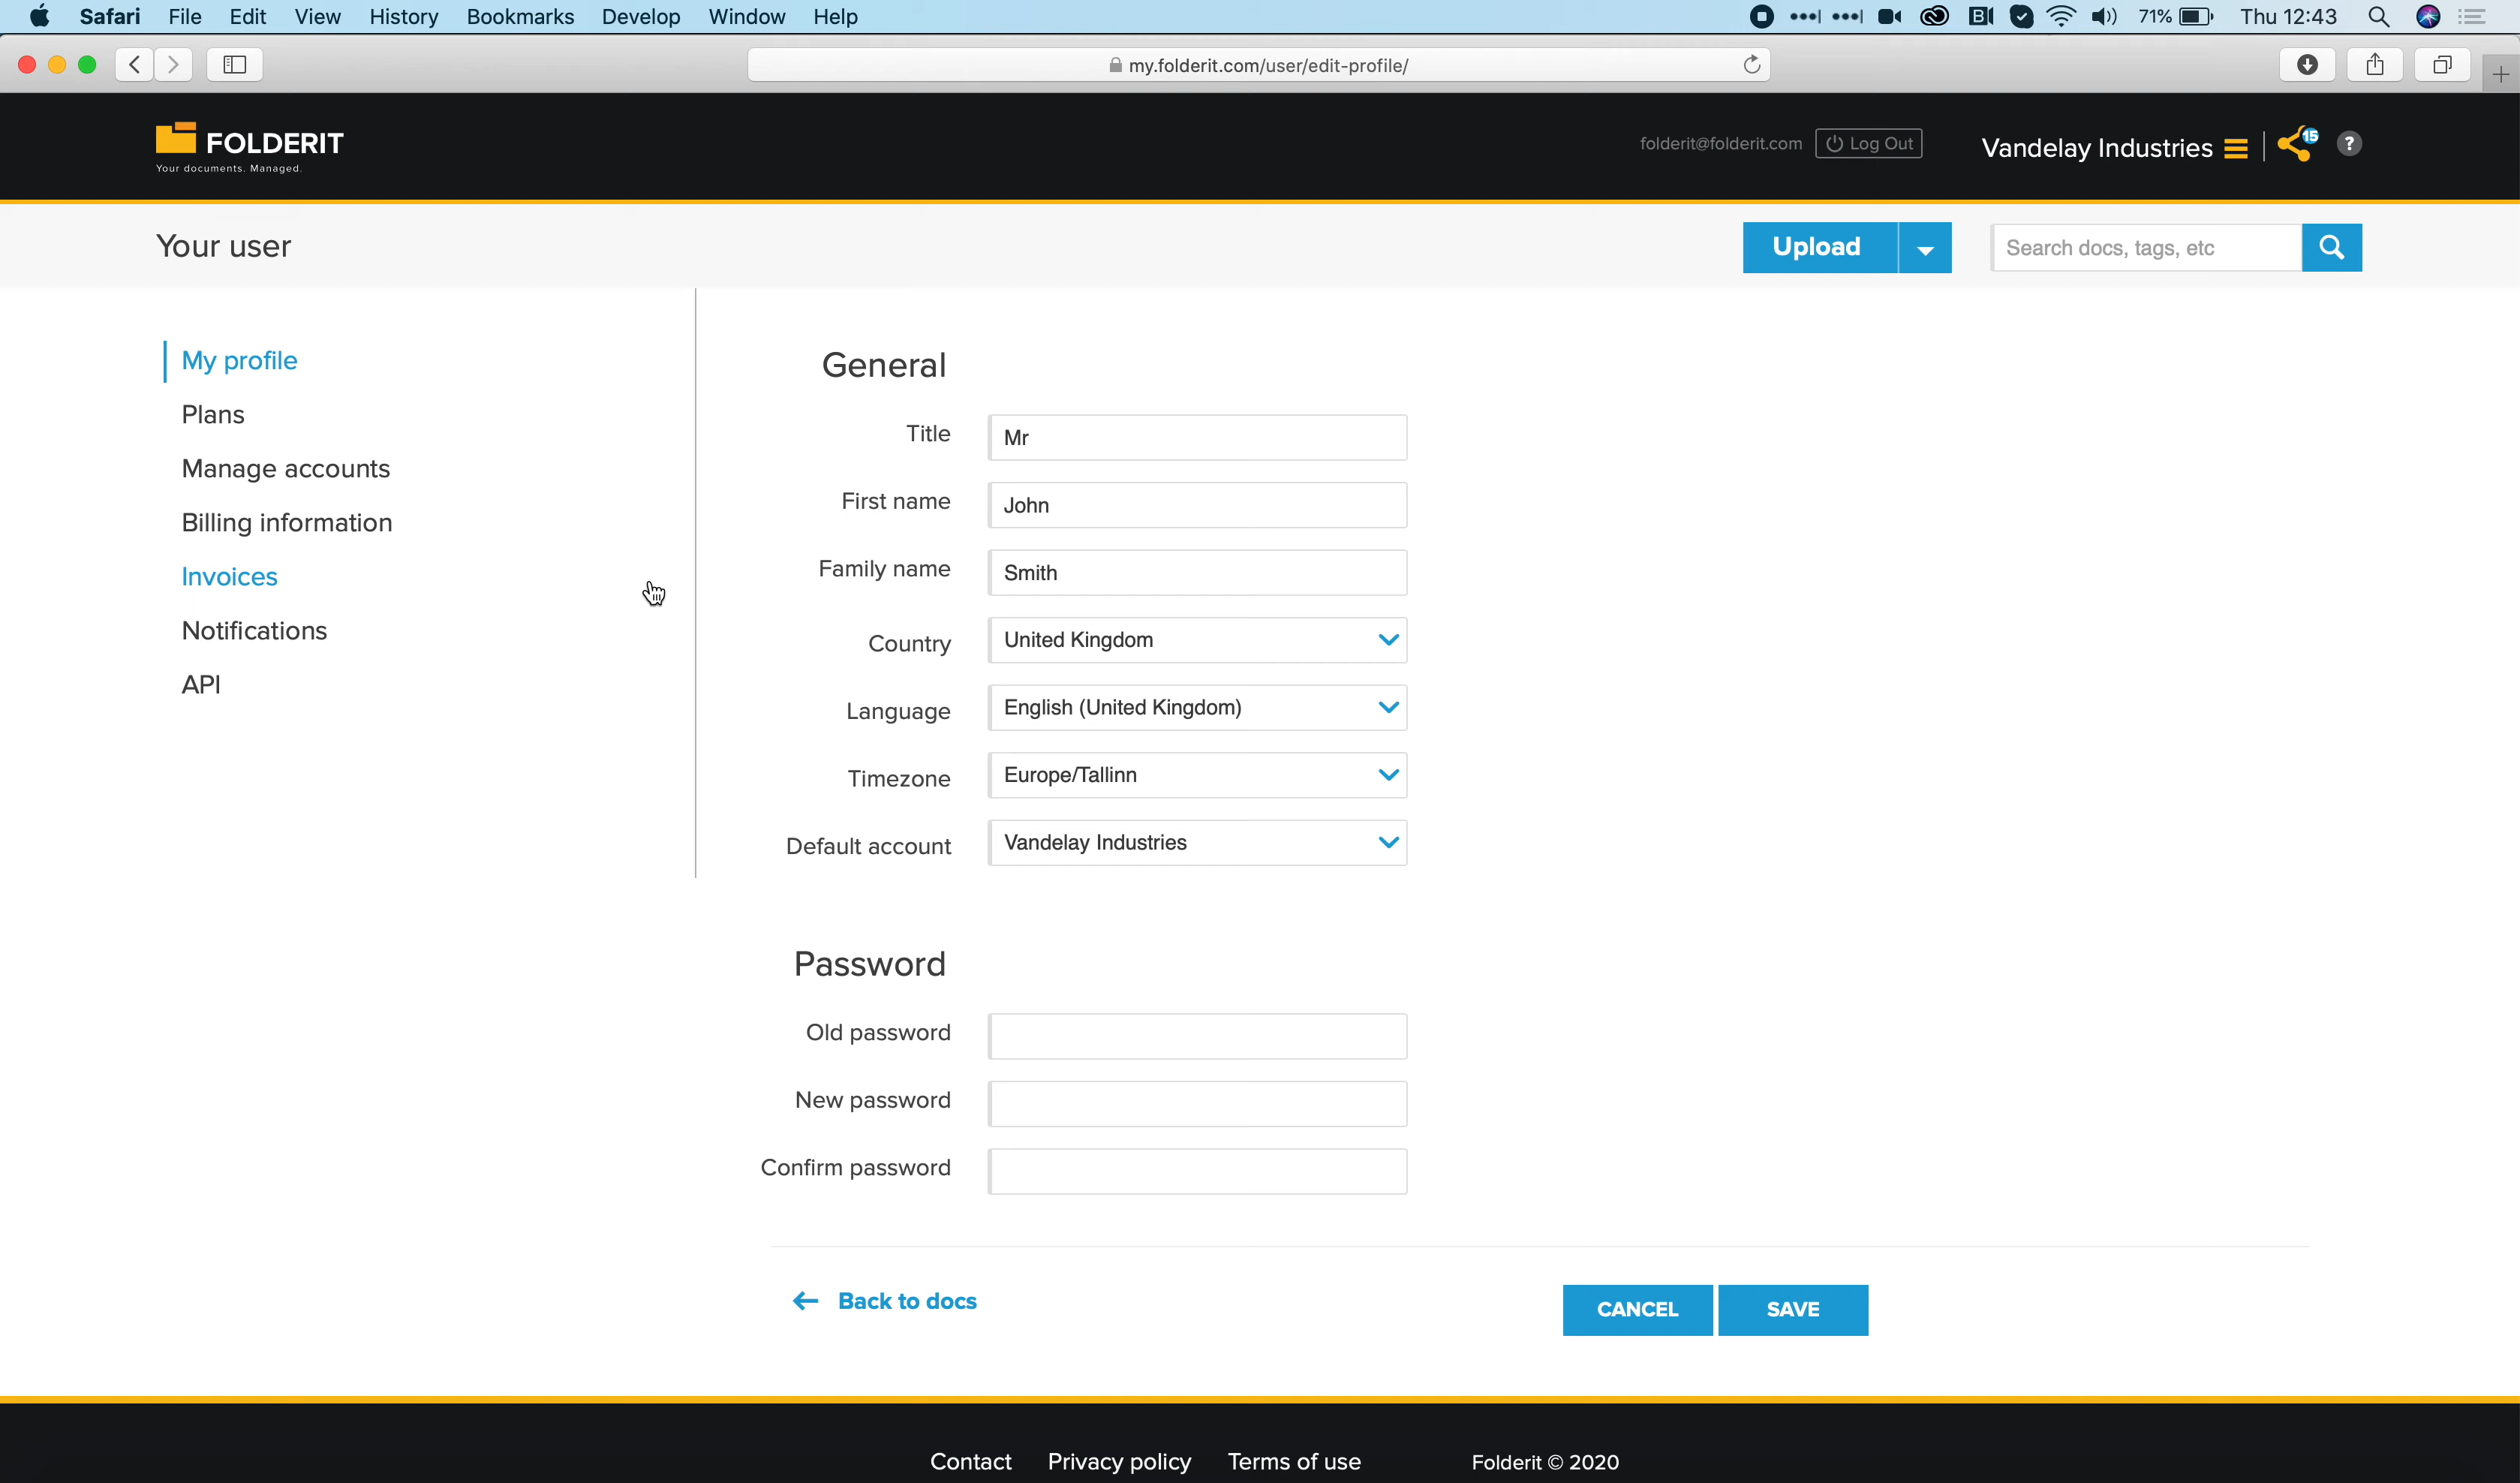 Safari File Edit View History Bookmarks Develop Window Help 71% Thu 12:43
my.folderit.com/user/edit-profile/
FOLDERIT
Your documents. Managed.
folderit@folderit.com Log Out Vandelay Industries 15 ?
Your user Upload Search docs, tags, etc
My profile
Plans
Manage accounts
Billing information
Invoices
Notifications
API
General
Title Mr
First name John
Family name Smith
Country United Kingdom
Language English (United Kingdom)
Timezone Europe/Tallinn
Default account Vandelay Industries
Password
Old password
New password
Confirm password
Back to docs CANCEL SAVE
Contact Privacy policy Terms of use Folderit © 2020